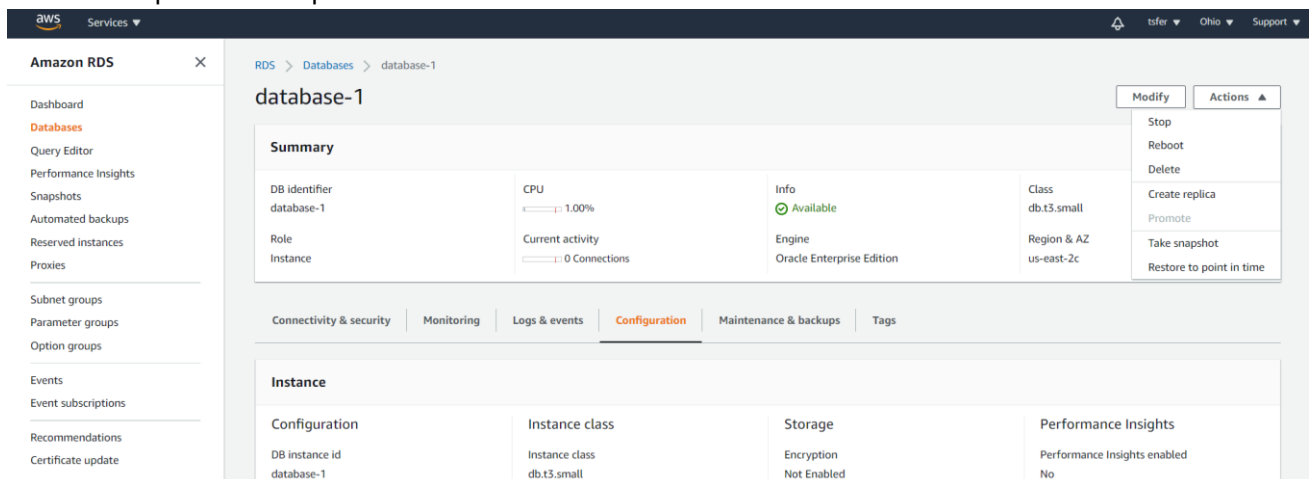 aws Services ▼ tsfer ▼ Ohio ▼ Support ▼
Amazon RDS ×
Dashboard
Databases
Query Editor
Performance Insights
Snapshots
Automated backups
Reserved instances
Proxies
Subnet groups
Parameter groups
Option groups
Events
Event subscriptions
Recommendations
Certificate update
RDS > Databases > database-1
database-1
Modify Actions ▲
Stop
Reboot
Delete
Create replica
Promote
Take snapshot
Restore to point in time
Summary
DB identifier
database-1
CPU
1.00%
Info
Available
Class
db.t3.small
Role
Instance
Current activity
0 Connections
Engine
Oracle Enterprise Edition
Region & AZ
us-east-2c
Connectivity & security Monitoring Logs & events Configuration Maintenance & backups Tags
Instance
Configuration
DB instance id
database-1
Instance class
Instance class
db.t3.small
Storage
Encryption
Not Enabled
Performance Insights
Performance Insights enabled
No